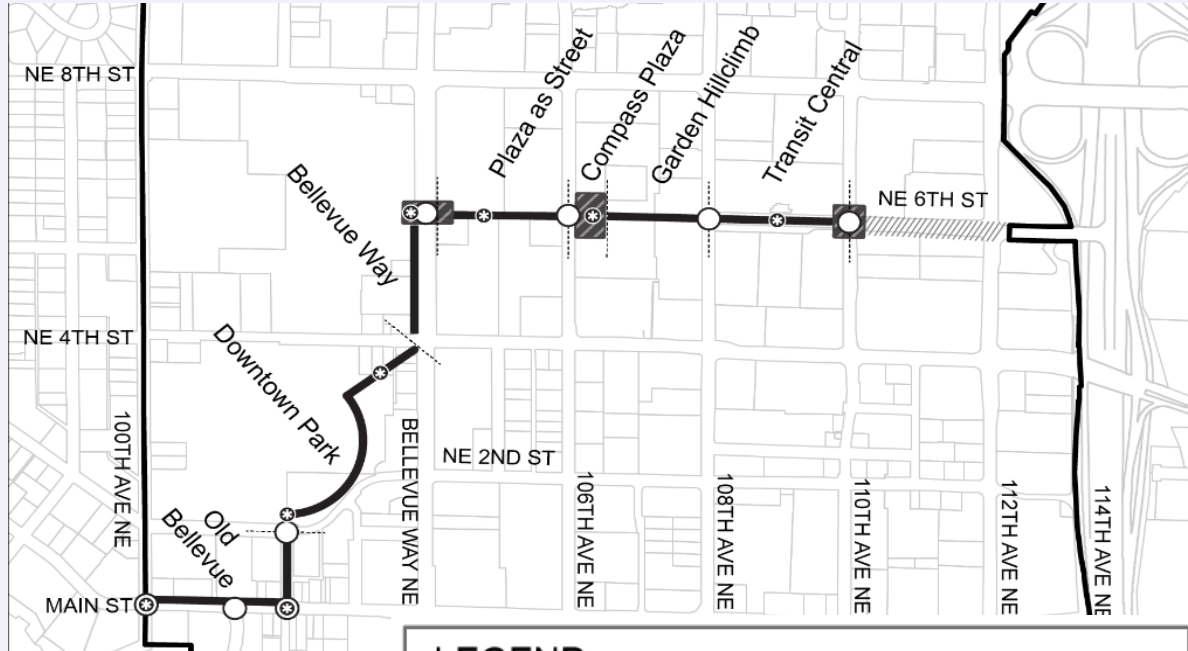 NE 8TH ST
Plaza as Street
Compass Plaza
Garden Hillclimb
Transit Central
Bellevue Way
NE 6TH ST
NE 4TH ST
Downtown Park
100TH AVE NE
BELLEVUE WAY NE
NE 2ND ST
106TH AVE NE
108TH AVE NE
110TH AVE NE
112TH AVE NE
114TH AVE NE
Old
Bellevue
MAIN ST
LEGEND